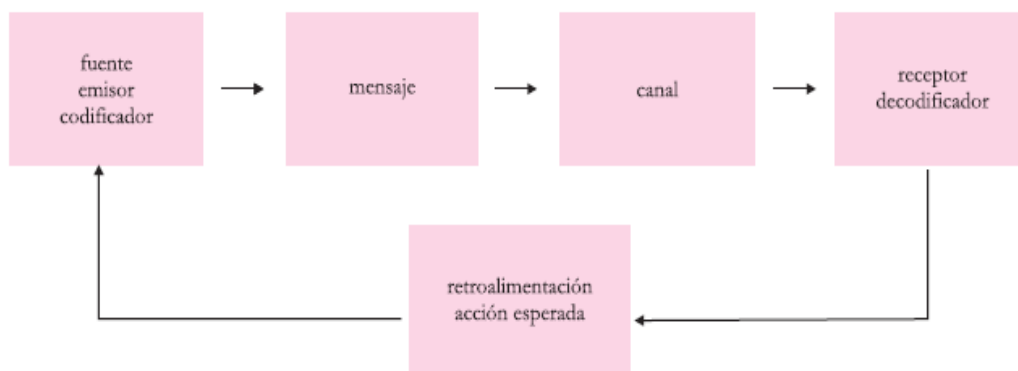 fuente
emisor
codificador
mensaje
canal
receptor
decodificador
retroalimentación
acción esperada